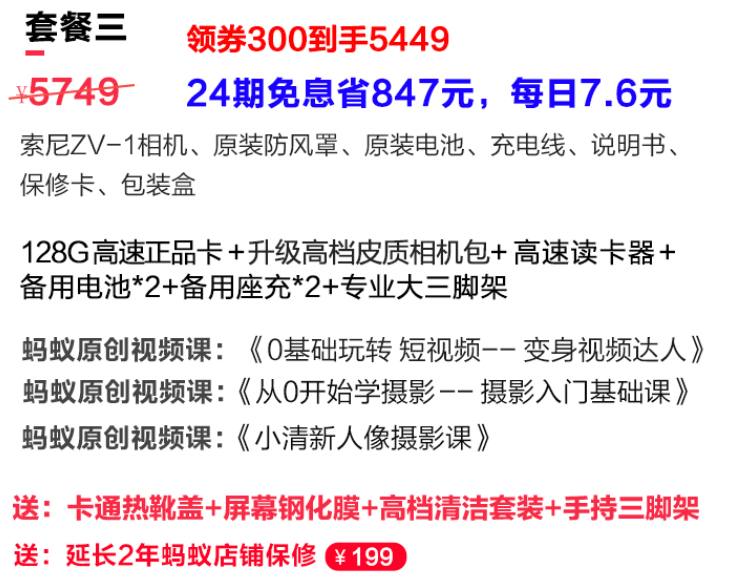 套餐三
领券300到手5449
¥5749
24期免息省847元，每日7.6元
索尼ZV-1相机、原装防风罩、原装电池、充电线、说明书、
保修卡、包装盒
128G高速正品卡+升级高档皮质相机包+高速读卡器+
备用电池*2+备用座充*2+专业大三脚架
蚂蚁原创视频课：《0基础玩转 短视频-- 变身视频达人》
蚂蚁原创视频课：《从0开始学摄影-- 摄影入门基础课》
蚂蚁原创视频课：《小清新人像摄影课》
送：卡通热靴盖+屏幕钢化膜+高档清洁套装+手持三脚架
送：延长2年蚂蚁店铺保修 ¥199